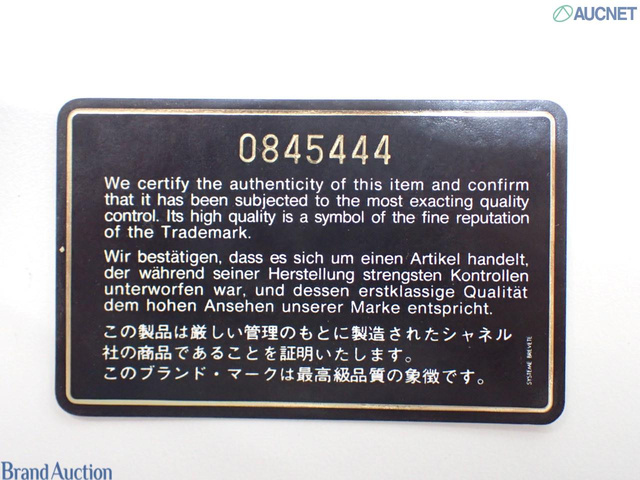 AUCNET
0845444
We certify the authenticity of this item and confirm
that it has been subjected to the most exacting quality
control. Its high quality is a symbol of the fine reputation
of the Trademark.
Wir bestätigen, dass es sich um einen Artikel handelt,
der während seiner Herstellung strengsten Kontrollen
unterworfen war, und dessen erstklassige Qualität
dem hohen Ansehen unserer Marke entspricht.
この製品は厳しい管理のもとに製造されたシャネル
社の商品であることを証明いたします。
このブランド・マークは最高級品質の象徴です。
SYSTEME BREVETE
Brand Auction